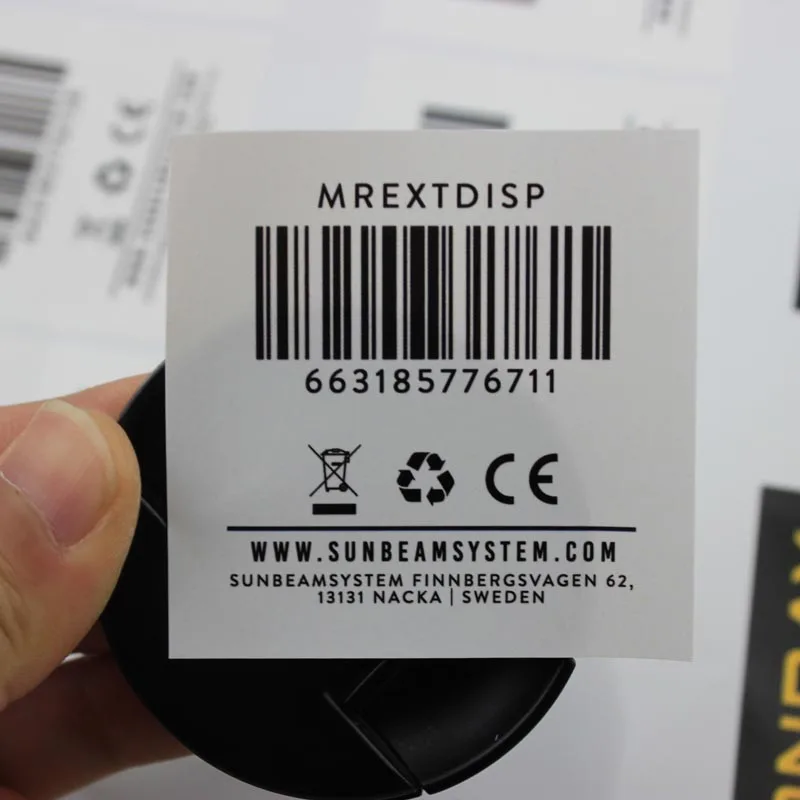 MREXTDISP
663185776711
CE
WWW.SUNBEAMSYSTEM.COM
SUNBEAMSYSTEM FINNBERGSVAGEN 62,
13131 NACKA | SWEDEN